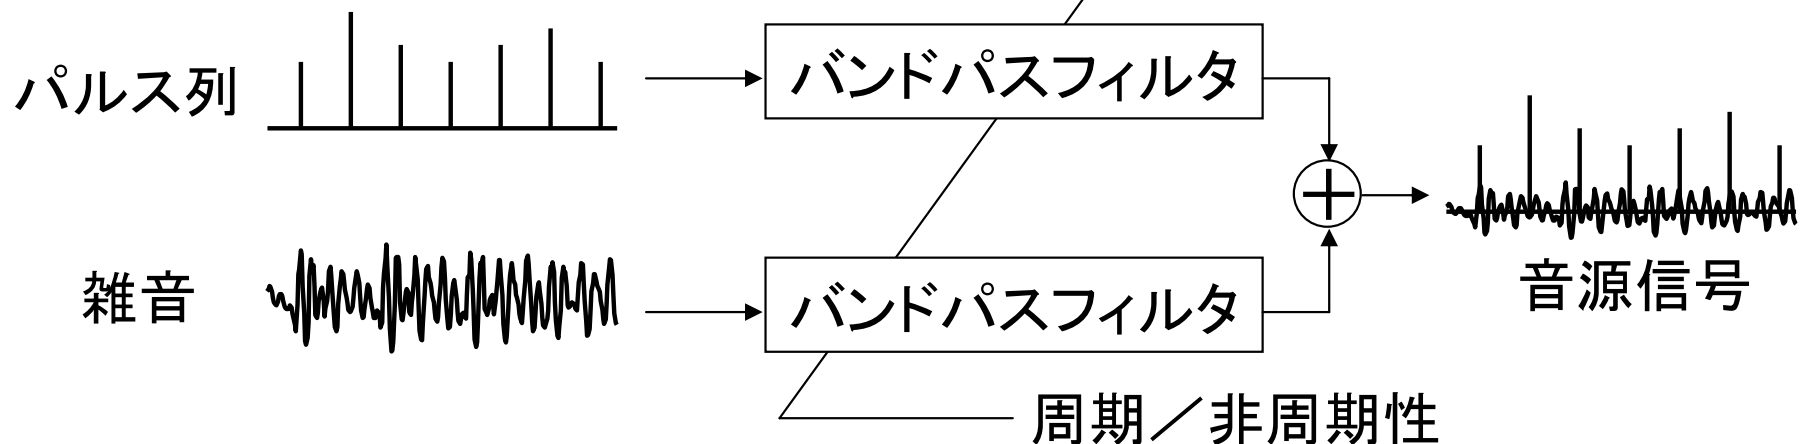 パルス列
バンドパスフィルタ
雑音
バンドパスフィルタ
音源信号
周期／非周期性